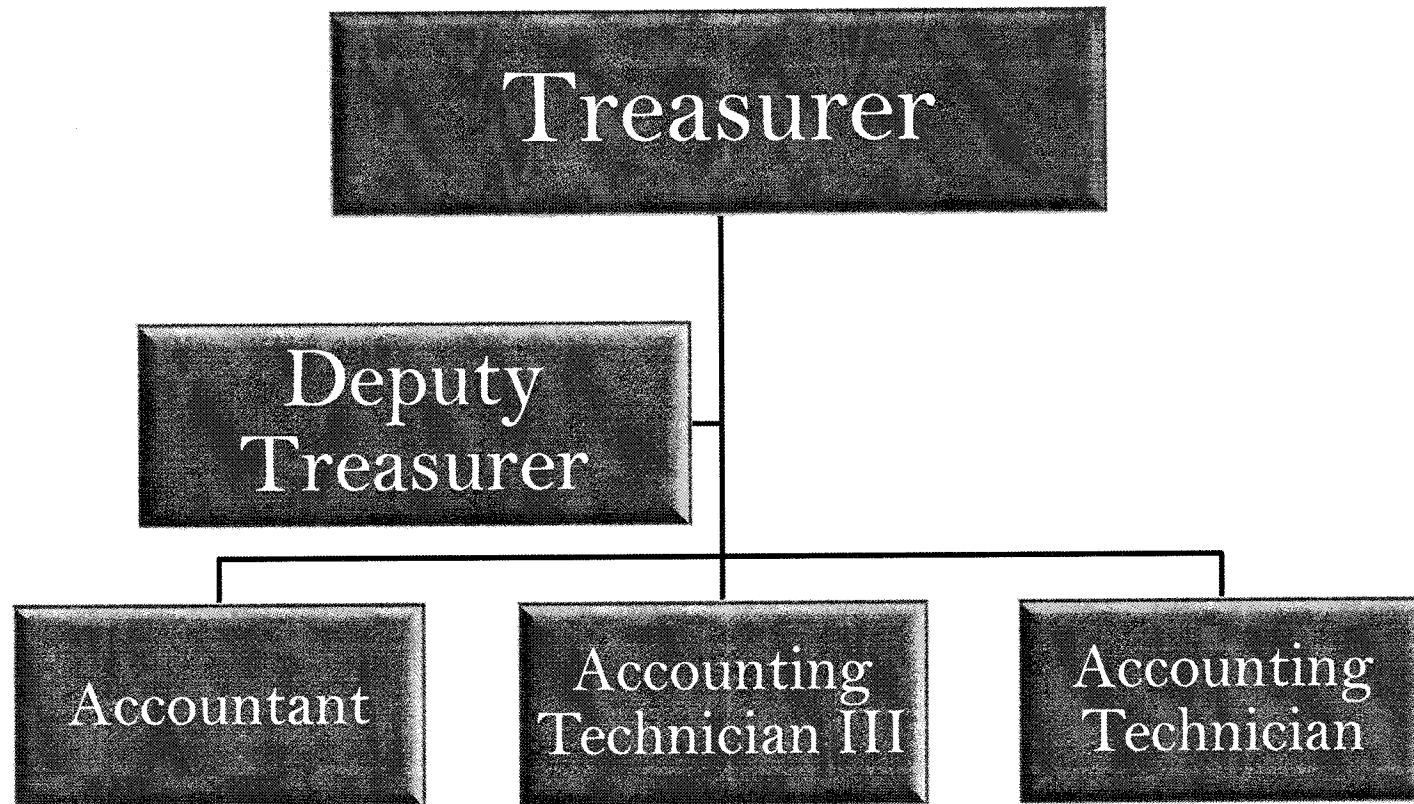 Treasurer
Deputy
Treasurer
Accountant
Accounting
Technician III
Accounting
Technician